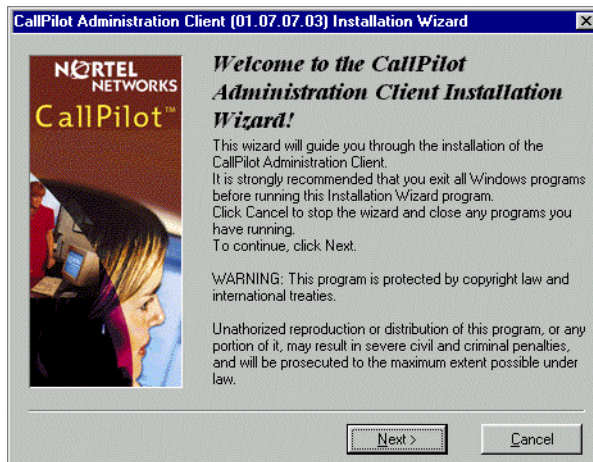 CallPilot Administration Client (01.07.07.03) Installation Wizard
NORTEL
NETWORKS
CallPilot™
Welcome to the CallPilot
Administration Client Installation
Wizard!
This wizard will guide you through the installation of the
CallPilot Administration Client.
It is strongly recommended that you exit all Windows programs
before running this Installation Wizard program.
Click Cancel to stop the wizard and close any programs you
have running.
To continue, click Next.
WARNING: This program is protected by copyright law and
international treaties.
Unathorized reproduction or distribution of this program, or any
portion of it, may result in severe civil and criminal penalties,
and will be prosecuted to the maximum extent possible under
law.
Next >
Cancel